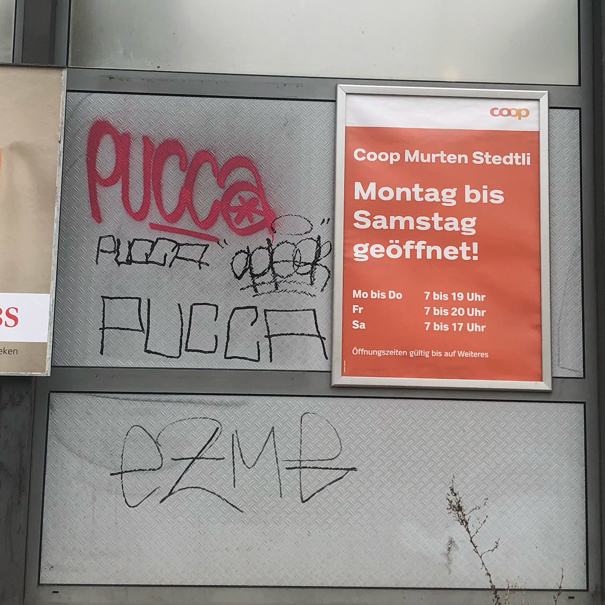 coop
Coop Murten Stedtli
Montag bis
Samstag
geöffnet!
Mo bis Do 7 bis 19 Uhr
Fr 7 bis 20 Uhr
Sa 7 bis 17 Uhr
Öffnungszeiten gültig bis auf Weiteres
PUCCA
PUCCA
PUCCA
eZME